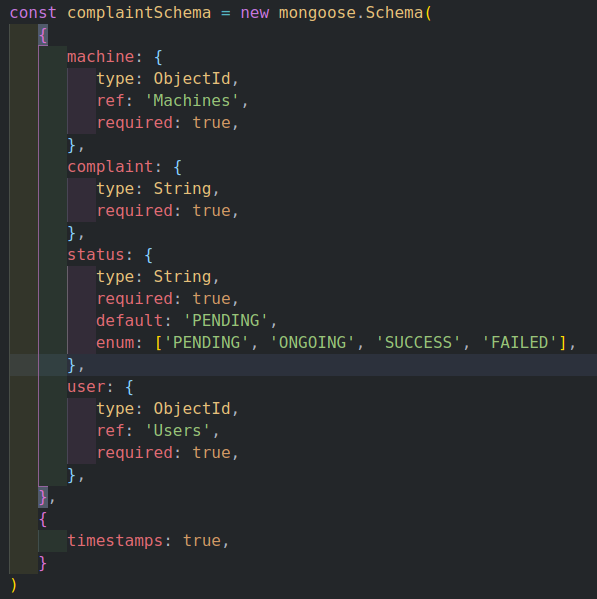 const complaintSchema = new mongoose.Schema(
{
machine: {
type: ObjectId,
ref: 'Machines',
required: true,
},
complaint: {
type: String,
required: true,
},
status: {
type: String,
required: true,
default: 'PENDING',
enum: ['PENDING', 'ONGOING', 'SUCCESS', 'FAILED'],
},
user: {
type: ObjectId,
ref: 'Users',
required: true,
},
},
{
timestamps: true,
}
)